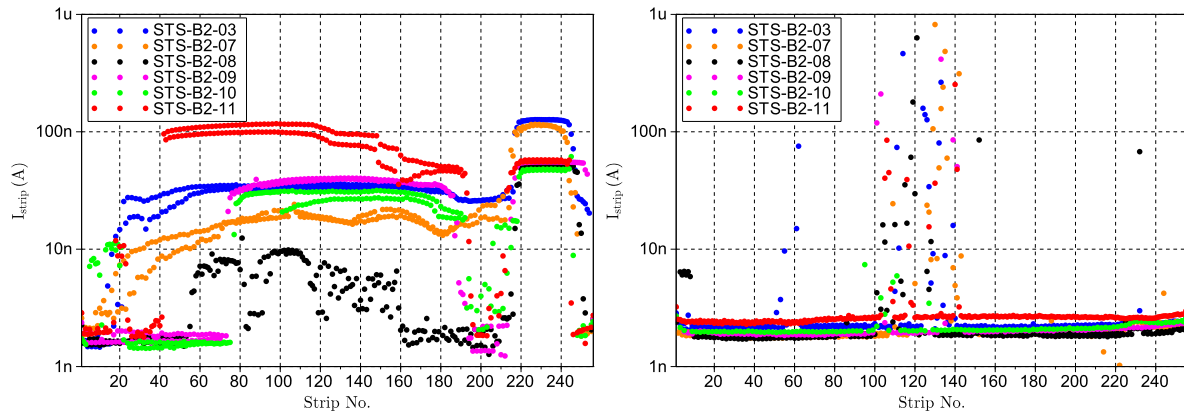 1u
100n
10n
1n
I_strip (A)
STS-B2-03
STS-B2-07
STS-B2-08
STS-B2-09
STS-B2-10
STS-B2-11
20 40 60 80 100 120 140 160 180 200 220 240
Strip No.
1u
100n
10n
1n
I_strip (A)
STS-B2-03
STS-B2-07
STS-B2-08
STS-B2-09
STS-B2-10
STS-B2-11
20 40 60 80 100 120 140 160 180 200 220 240
Strip No.